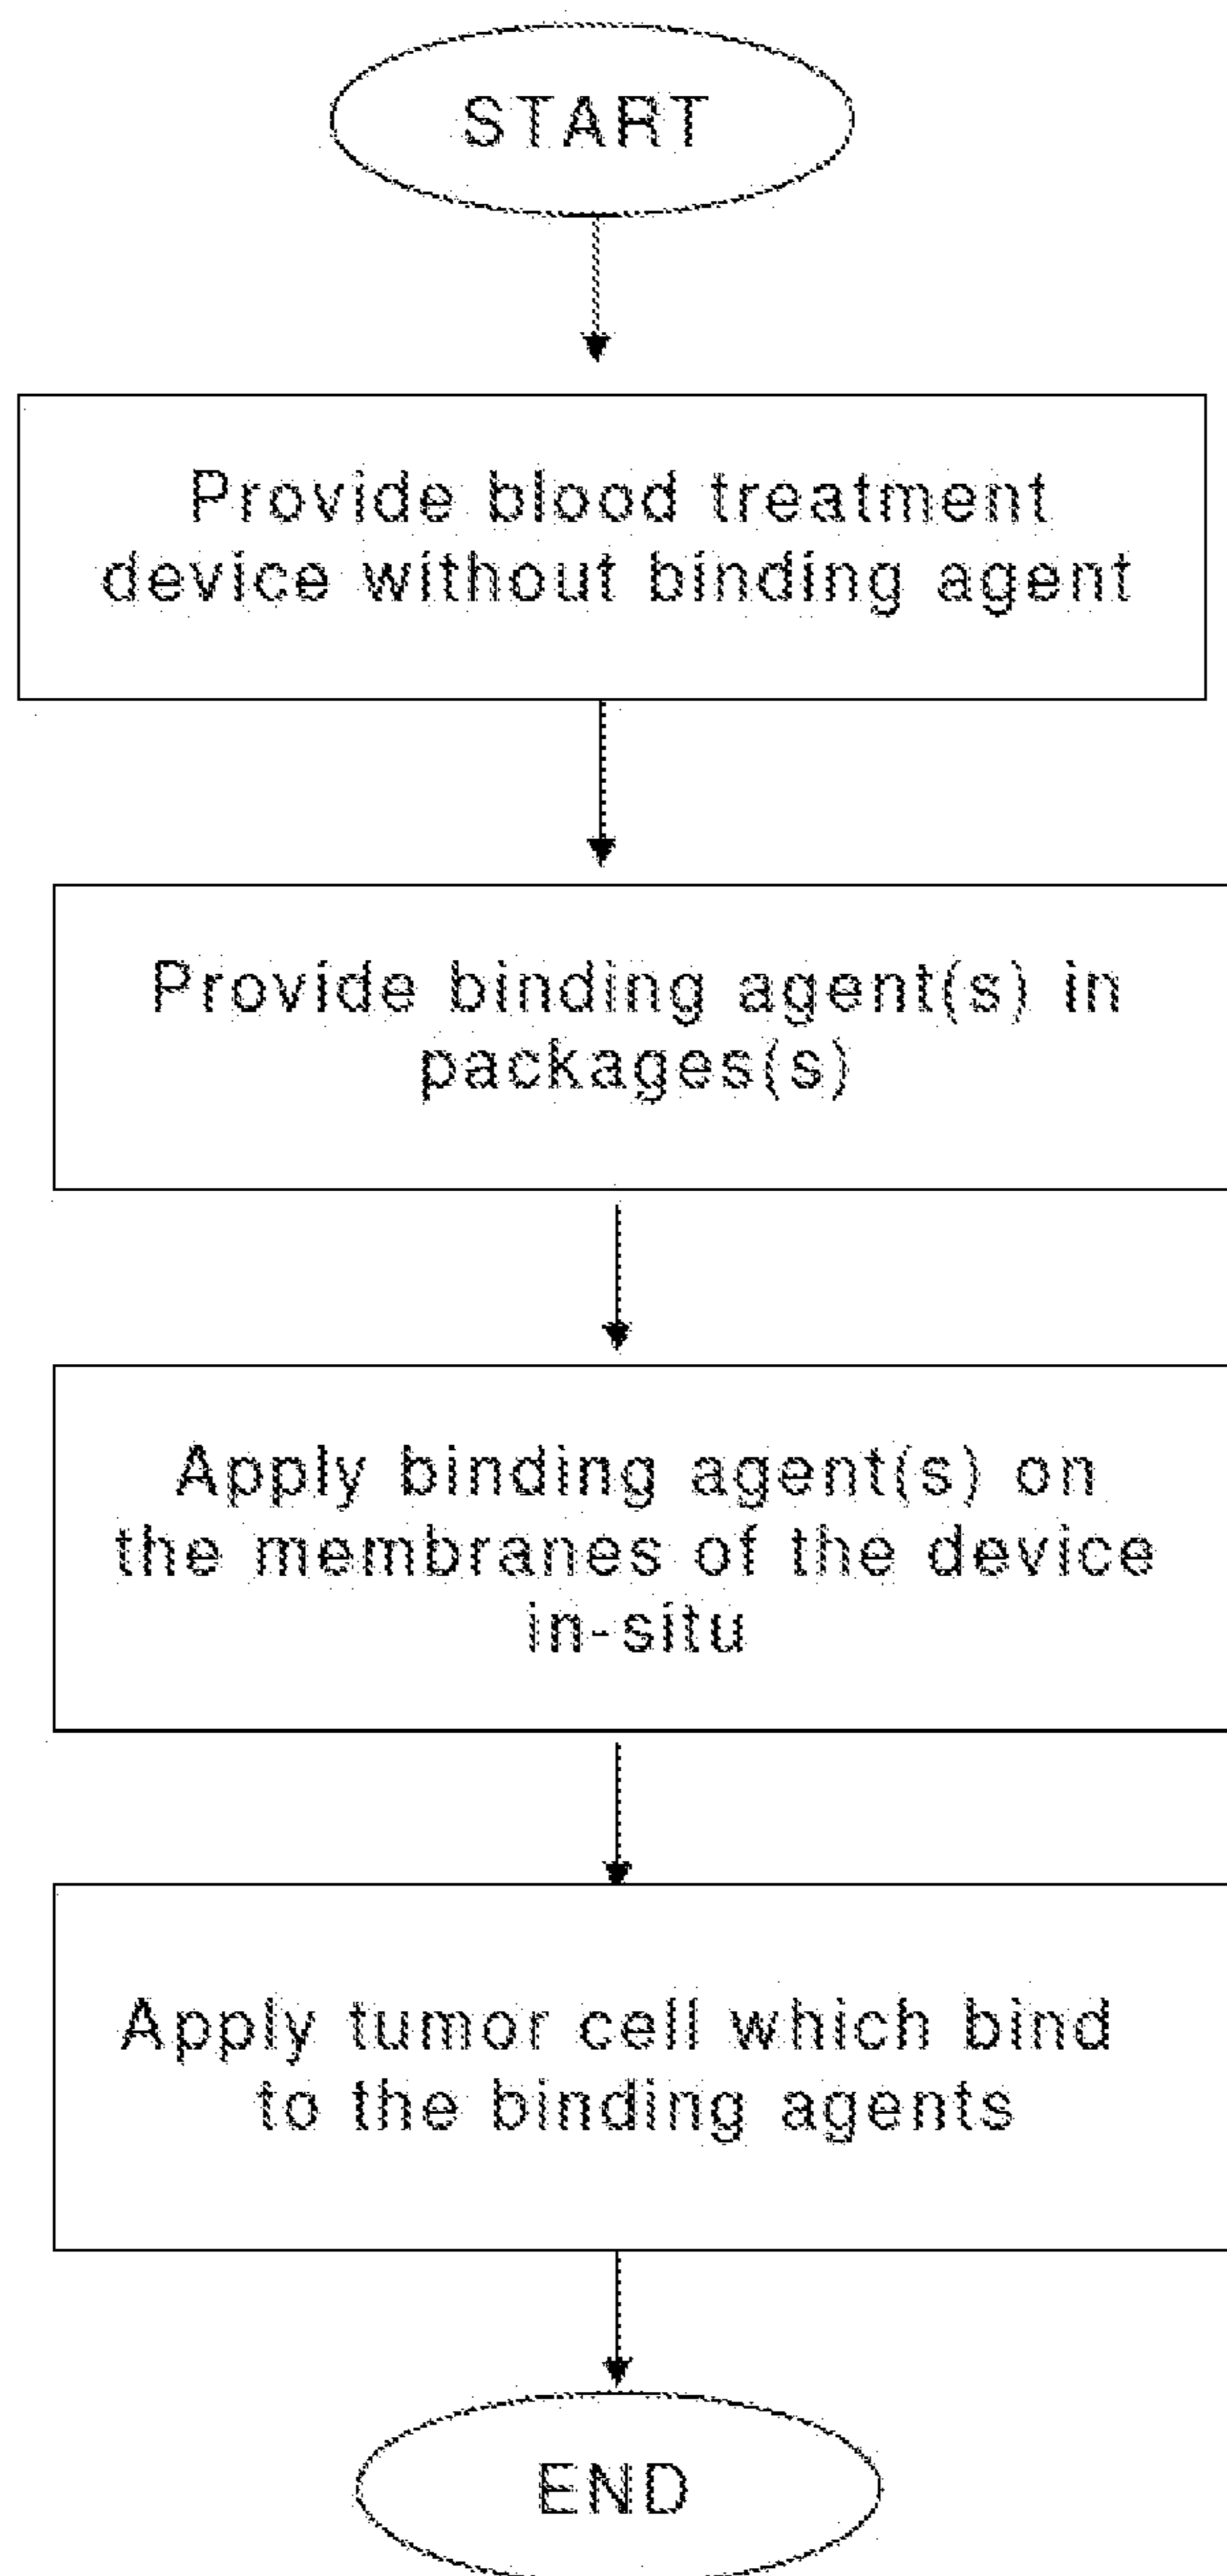 START
Provide blood treatment
device without binding agent
Provide binding agent(s) in
packages(s)
Apply binding agent(s) on
the membranes of the device
in-situ
Apply tumor cell which bind
to the binding agents
END